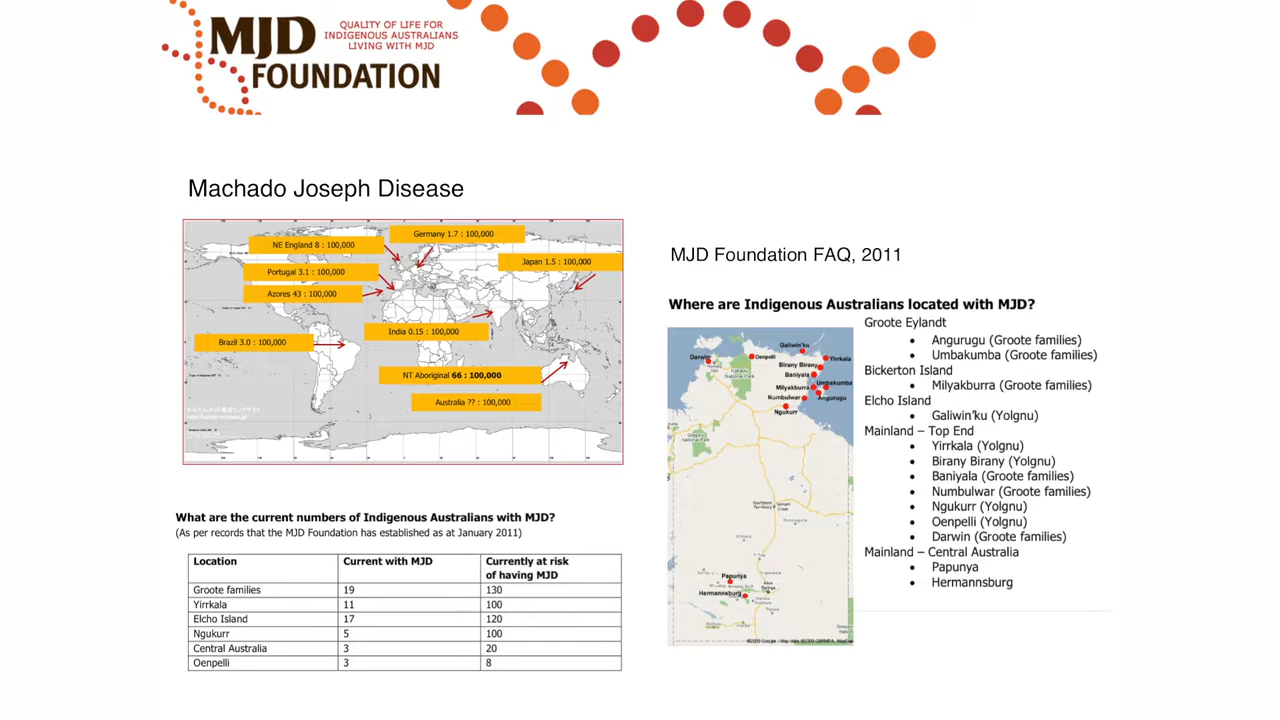 MJD
FOUNDATION
QUALITY OF LIFE FOR
INDIGENOUS AUSTRALIANS
LIVING WITH MJD
Machado Joseph Disease
Germany 1.7 : 100,000
NE England 8 : 100,000
Japan 1.5 : 100,000
Portugal 3.1 : 100,000
Azores 43 : 100,000
India 0.15 : 100,000
Brazil 3.0 : 100,000
NT Aboriginal 66 : 100,000
Australia ?? : 100,000
What are the current numbers of Indigenous Australians with MJD?
(As per records that the MJD Foundation has established as at January 2011)
Location Current with MJD Currently at risk
of having MJD
Groote families 19 130
Yirrkala 11 100
Elcho Island 17 120
Ngukurr 5 100
Central Australia 3 20
Oenpelli 3 8
MJD Foundation FAQ, 2011
Where are Indigenous Australians located with MJD?
Galiwin'ku
Darwin
Oenpelli
Yirrkala
Birany Birany
Baniyala
Umbakumba
Milyakburra
Numbulwar
Angurugu
Ngukurr
Papunya
Hermannsburg
Groote Eylandt
• Angurugu (Groote families)
• Umbakumba (Groote families)
Bickerton Island
• Milyakburra (Groote families)
Elcho Island
• Galiwin'ku (Yolgnu)
Mainland – Top End
• Yirrkala (Yolgnu)
• Birany Birany (Yolgnu)
• Baniyala (Groote families)
• Numbulwar (Groote families)
• Ngukurr (Yolgnu)
• Oenpelli (Yolgnu)
• Darwin (Groote families)
Mainland – Central Australia
• Papunya
• Hermannsburg